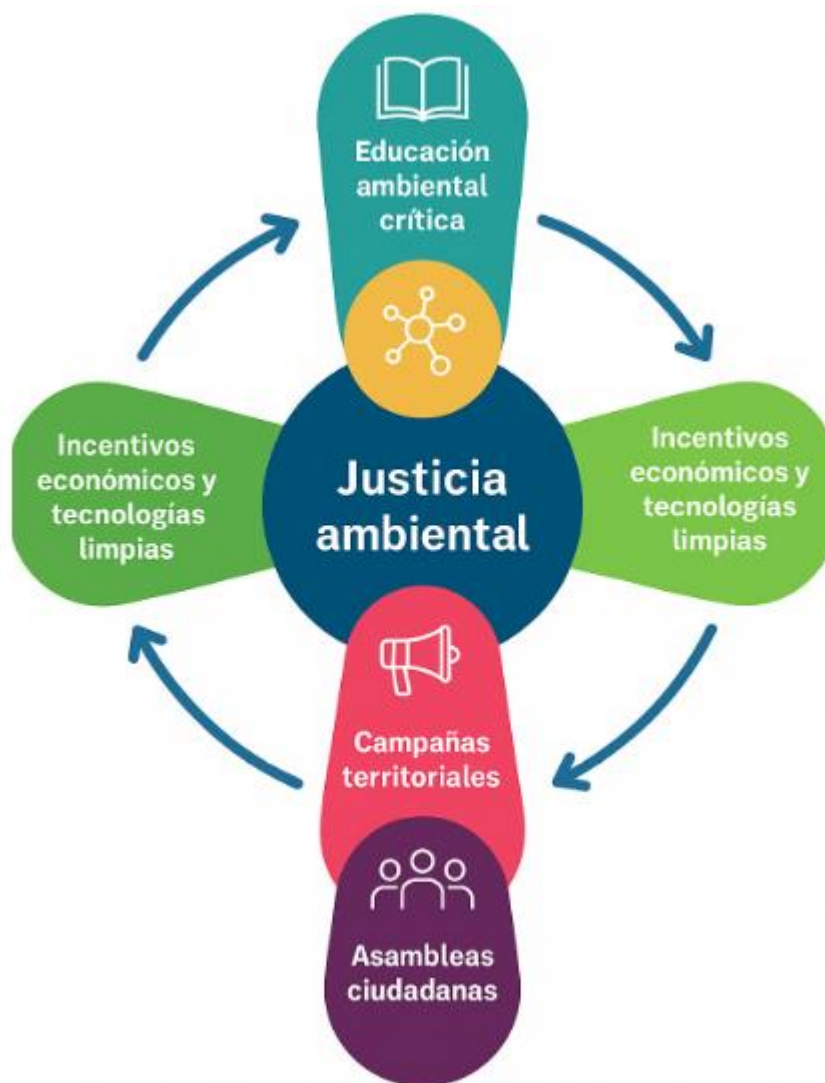 Educación
ambiental
crítica
Incentivos
económicos y
tecnologías
limpias
Justicia
ambiental
Incentivos
económicos y
tecnologías
limpias
Campañas
territoriales
Asambleas
ciudadanas